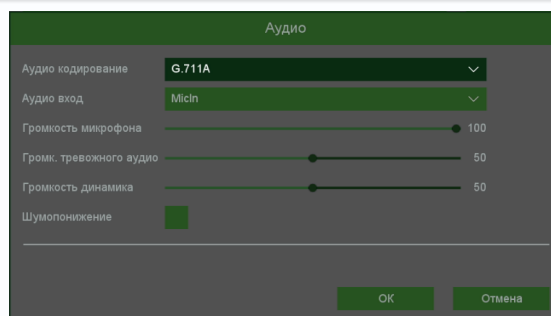 Аудио
Аудио кодирование G.711A
Аудио вход MicIn
Громкость микрофона 100
Громк. тревожного аудио 50
Громкость динамика 50
Шумопонижение
ОК Отмена